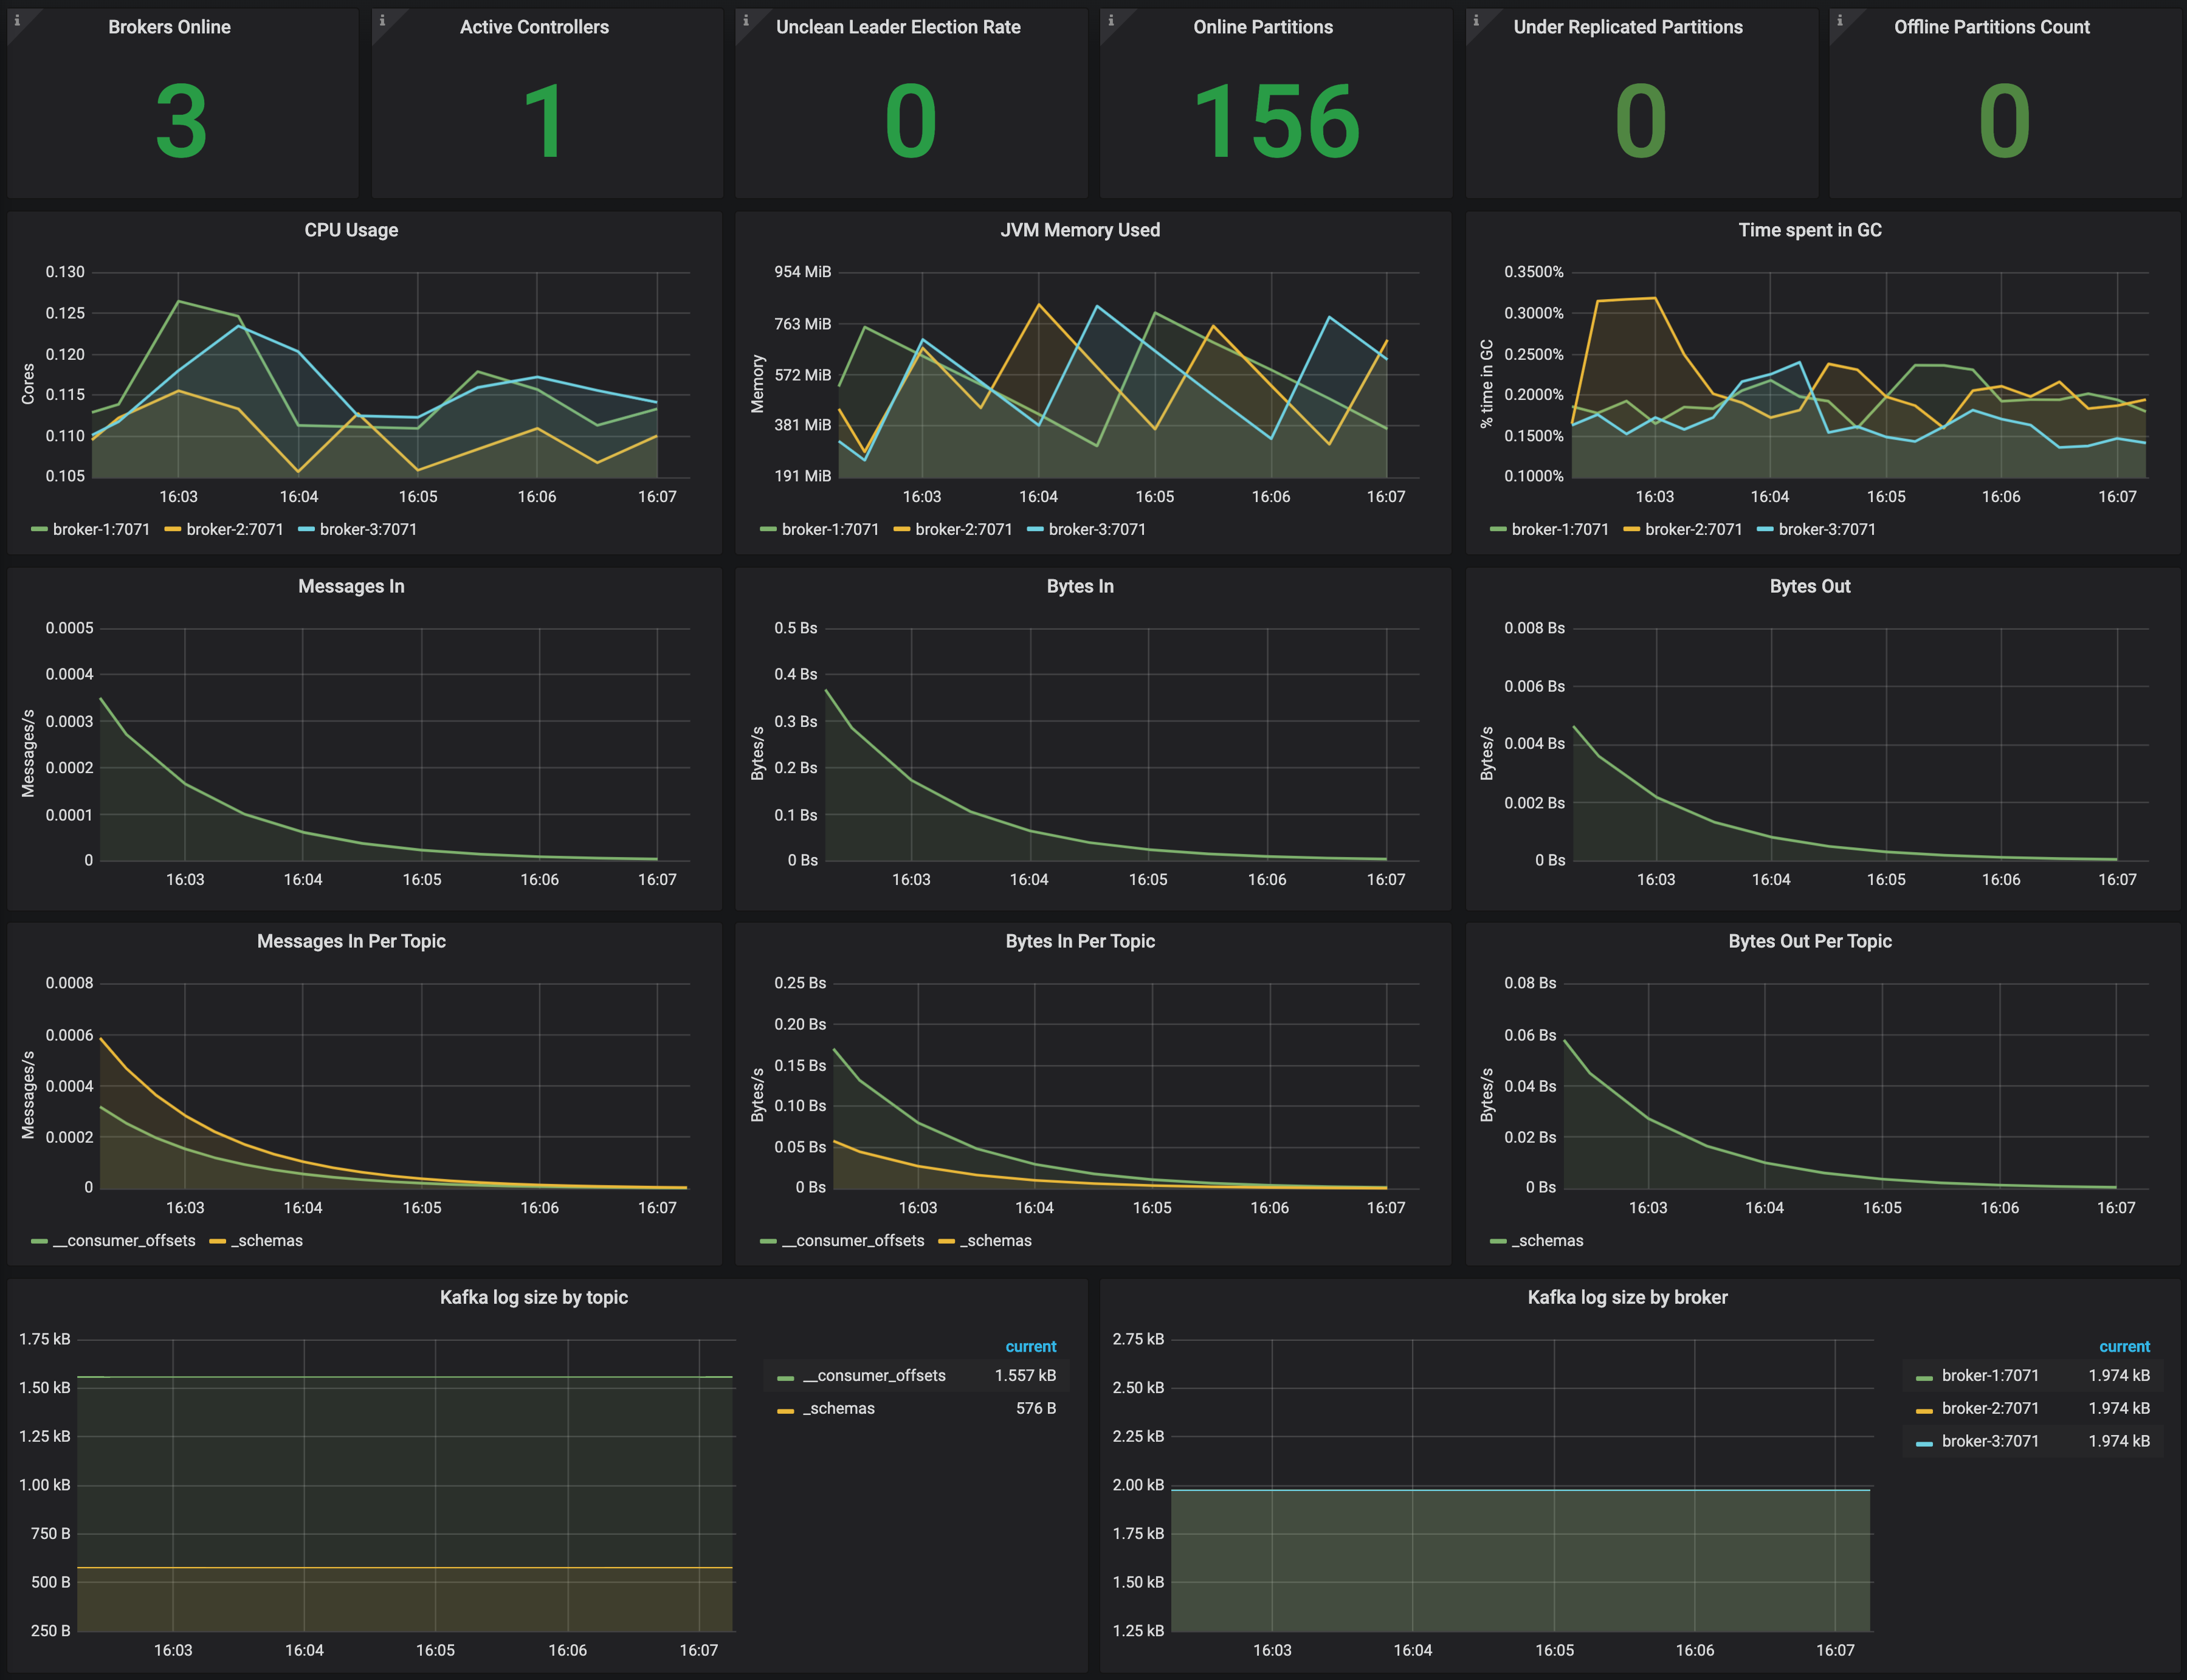 Brokers Online
3
Active Controllers
1
Unclean Leader Election Rate
0
Online Partitions
156
Under Replicated Partitions
0
Offline Partitions Count
0
CPU Usage
Cores
0.130
0.125
0.120
0.115
0.110
0.105
16:03 16:04 16:05 16:06 16:07
broker-1:7071 broker-2:7071 broker-3:7071
JVM Memory Used
Memory
954 MiB
763 MiB
572 MiB
381 MiB
191 MiB
16:03 16:04 16:05 16:06 16:07
broker-1:7071 broker-2:7071 broker-3:7071
Time spent in GC
% time in GC
0.3500%
0.3000%
0.2500%
0.2000%
0.1500%
0.1000%
16:03 16:04 16:05 16:06 16:07
broker-1:7071 broker-2:7071 broker-3:7071
Messages In
Messages/s
0.0005
0.0004
0.0003
0.0002
0.0001
0
16:03 16:04 16:05 16:06 16:07
Bytes In
Bytes/s
0.5 Bs
0.4 Bs
0.3 Bs
0.2 Bs
0.1 Bs
0 Bs
16:03 16:04 16:05 16:06 16:07
Bytes Out
Bytes/s
0.008 Bs
0.006 Bs
0.004 Bs
0.002 Bs
0 Bs
16:03 16:04 16:05 16:06 16:07
Messages In Per Topic
Messages/s
0.0008
0.0006
0.0004
0.0002
0
16:03 16:04 16:05 16:06 16:07
__consumer_offsets _schemas
Bytes In Per Topic
Bytes/s
0.25 Bs
0.20 Bs
0.15 Bs
0.10 Bs
0.05 Bs
0 Bs
16:03 16:04 16:05 16:06 16:07
__consumer_offsets _schemas
Bytes Out Per Topic
Bytes/s
0.08 Bs
0.06 Bs
0.04 Bs
0.02 Bs
0 Bs
16:03 16:04 16:05 16:06 16:07
_schemas
Kafka log size by topic
1.75 kB
1.50 kB
1.25 kB
1.00 kB
750 B
500 B
250 B
16:03 16:04 16:05 16:06 16:07
current
__consumer_offsets 1.557 kB
_schemas 576 B
Kafka log size by broker
2.75 kB
2.50 kB
2.25 kB
2.00 kB
1.75 kB
1.50 kB
1.25 kB
16:03 16:04 16:05 16:06 16:07
current
broker-1:7071 1.974 kB
broker-2:7071 1.974 kB
broker-3:7071 1.974 kB